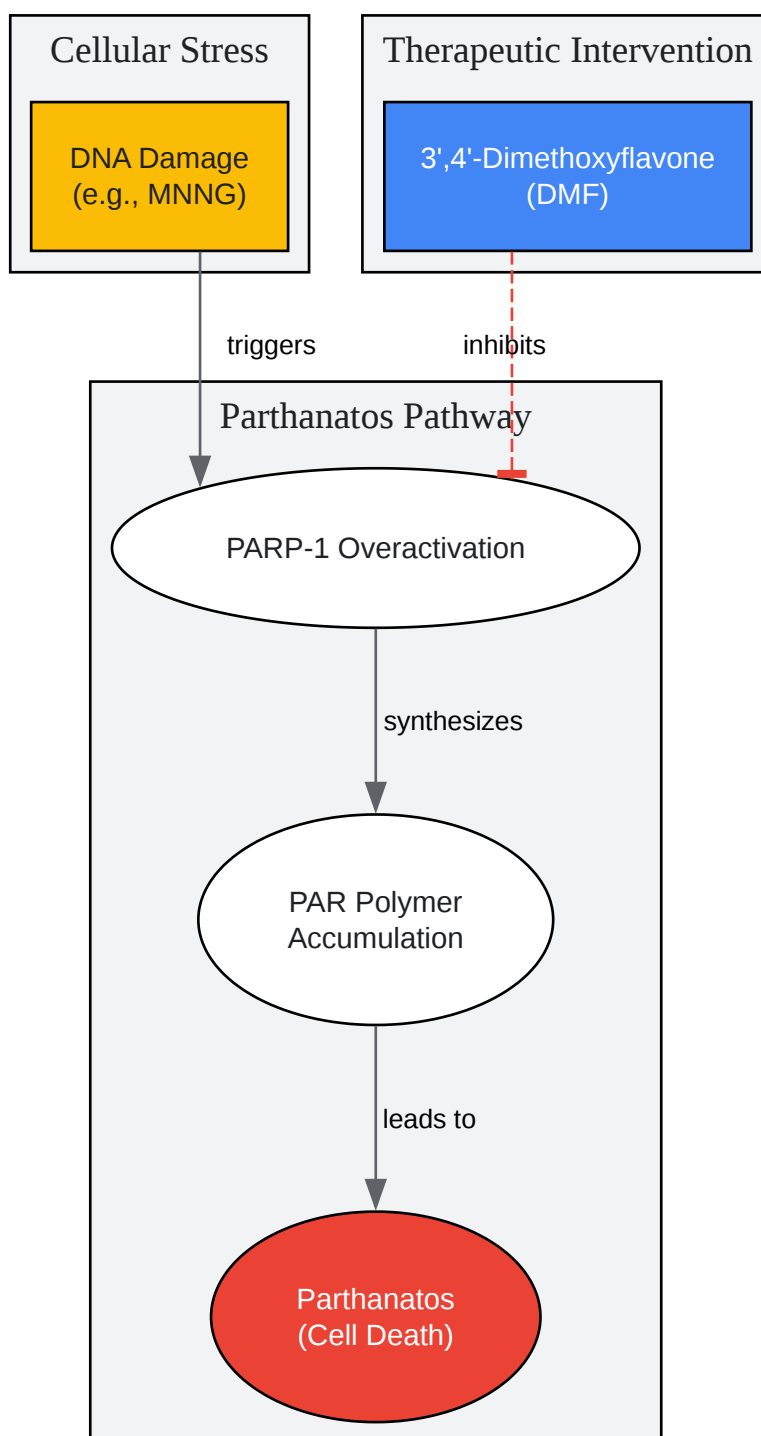 Cellular Stress
Therapeutic Intervention
DNA Damage
(e.g., MNNG)
3',4'-Dimethoxyflavone
(DMF)
triggers
inhibits
Parthanatos Pathway
PARP-1 Overactivation
synthesizes
PAR Polymer
Accumulation
leads to
Parthanatos
(Cell Death)